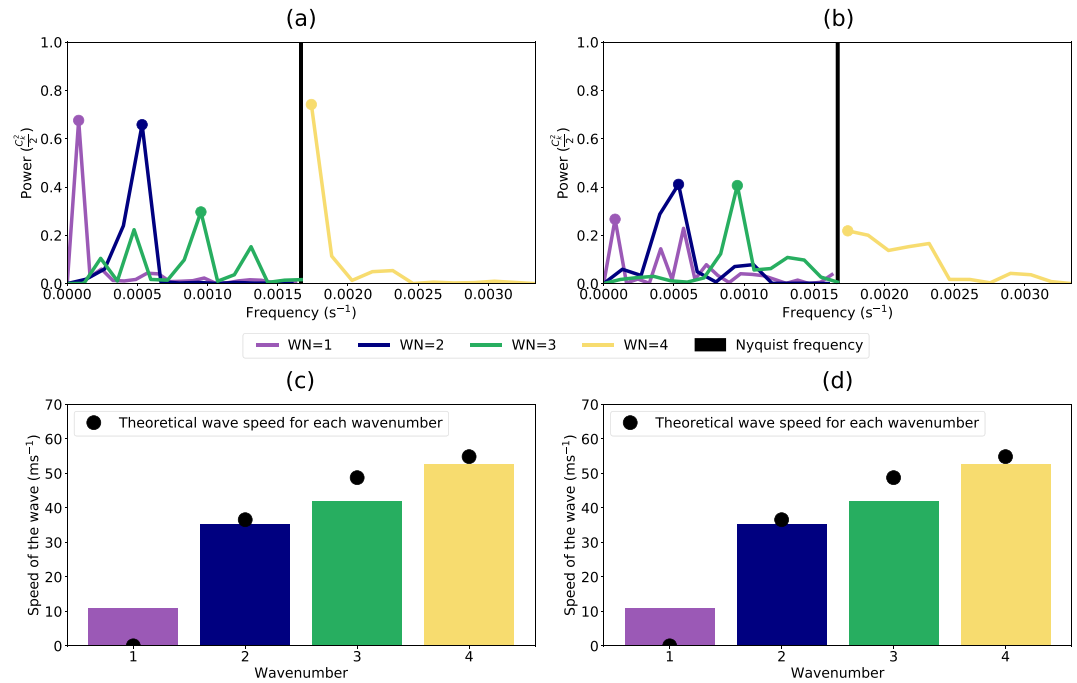 (a)
(b)
1.0
0.8
0.6
0.4
0.2
0.0
Power (C_k^2/2)
0.0000 0.0005 0.0010 0.0015 0.0020 0.0025 0.0030
Frequency (s⁻¹)
1.0
0.8
0.6
0.4
0.2
0.0
Power (C_k^2/2)
0.0000 0.0005 0.0010 0.0015 0.0020 0.0025 0.0030
Frequency (s⁻¹)
WN=1 WN=2 WN=3 WN=4 Nyquist frequency
(c)
(d)
70
60
50
40
30
20
10
0
Speed of the wave (ms⁻¹)
Theoretical wave speed for each wavenumber
1 2 3 4
Wavenumber
70
60
50
40
30
20
10
0
Speed of the wave (ms⁻¹)
Theoretical wave speed for each wavenumber
1 2 3 4
Wavenumber